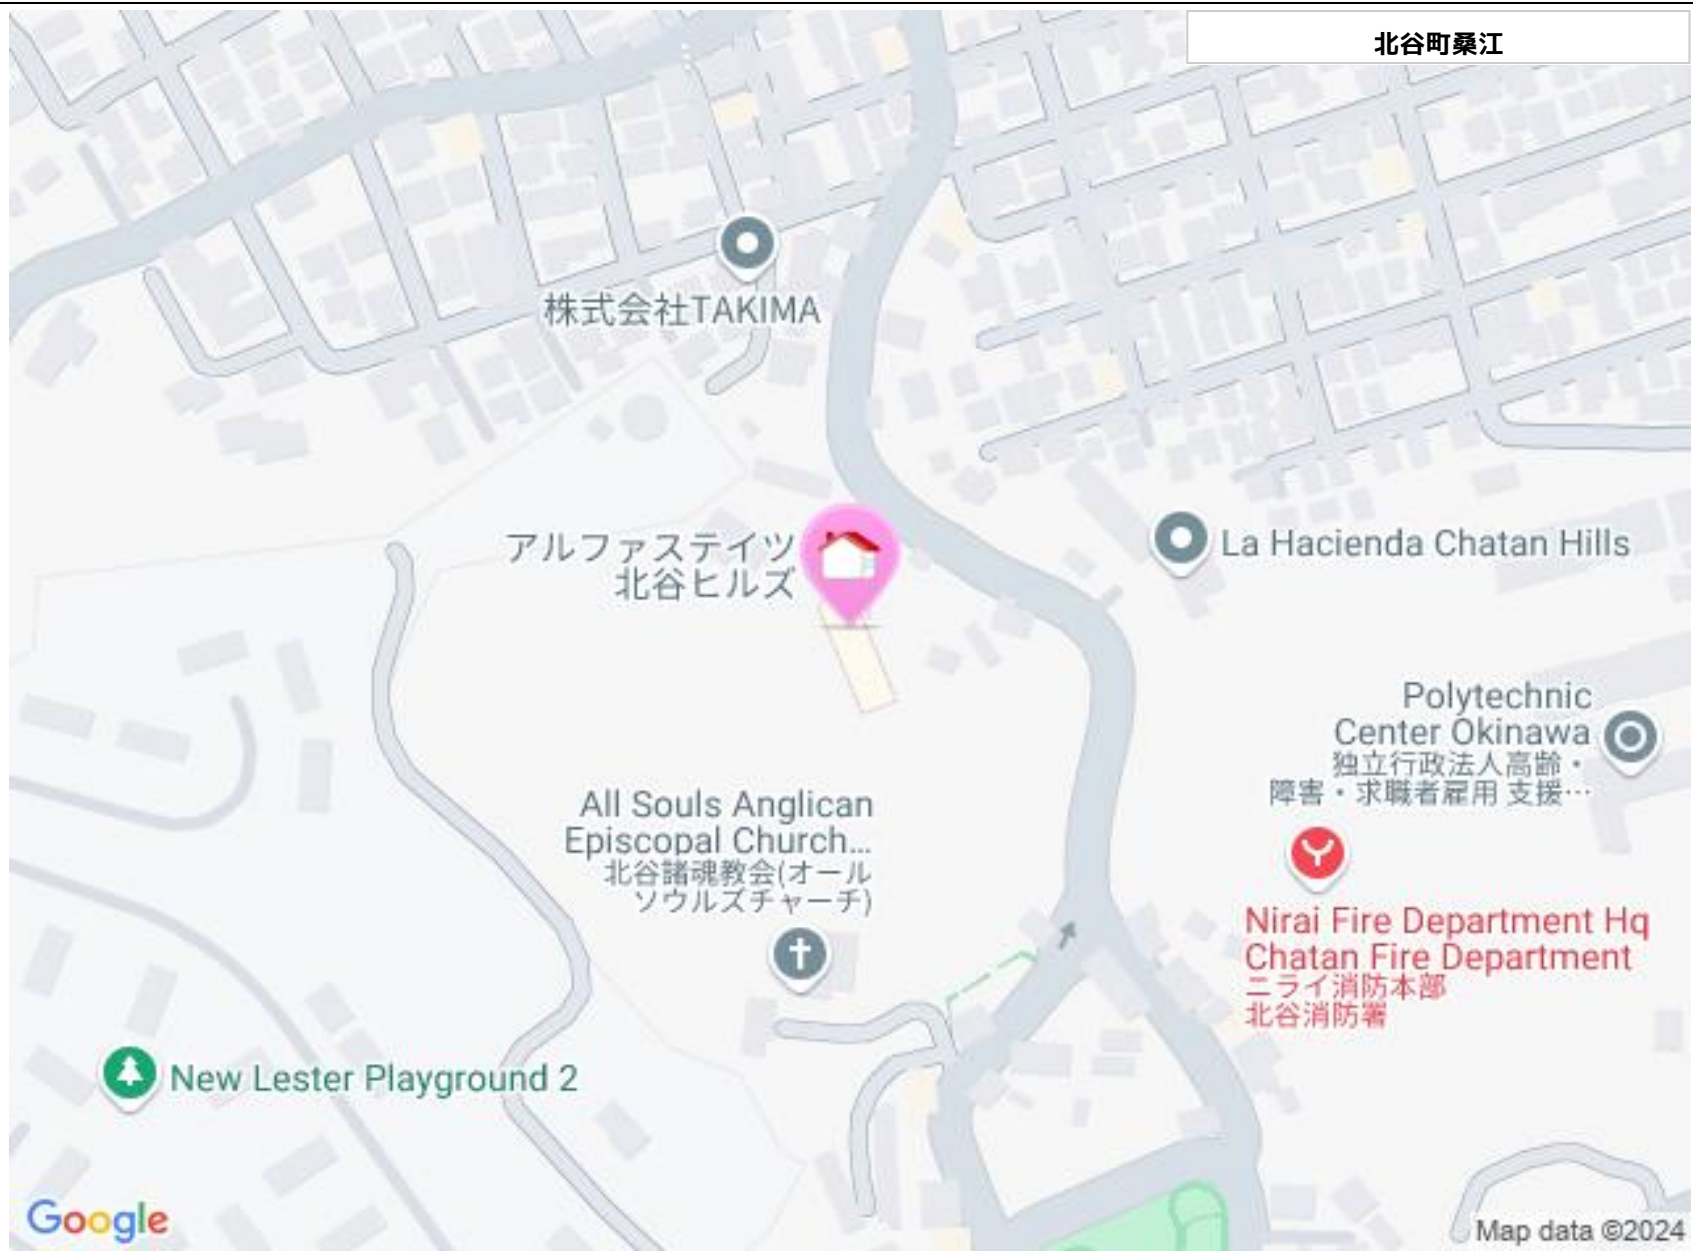 北谷町桑江
株式会社TAKIMA
アルファステイツ
北谷ヒルズ
La Hacienda Chatan Hills
Polytechnic
Center Okinawa
独立行政法人高齢・
障害・求職者雇用 支援…
All Souls Anglican
Episcopal Church...
北谷諸魂教会(オール
ソウルズチャーチ)
Nirai Fire Department Hq
Chatan Fire Department
ニライ消防本部
北谷消防署
New Lester Playground 2
Google
Map data ©2024